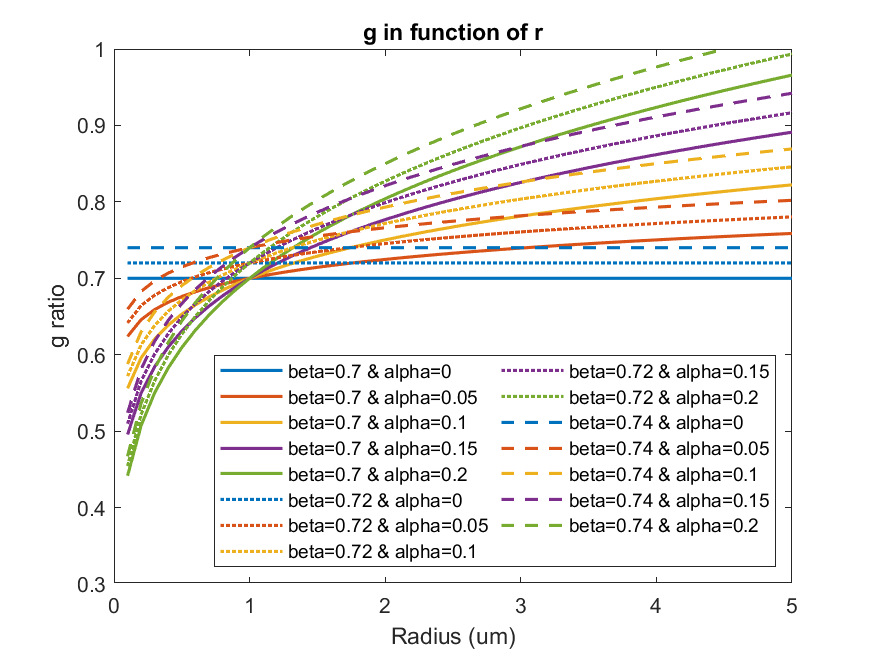 g in function of r
1
0.9
0.8
0.7
0.6
0.5
0.4
0.3
g ratio
beta=0.7 & alpha=0
beta=0.7 & alpha=0.05
beta=0.7 & alpha=0.1
beta=0.7 & alpha=0.15
beta=0.7 & alpha=0.2
beta=0.72 & alpha=0
beta=0.72 & alpha=0.05
beta=0.72 & alpha=0.1
beta=0.72 & alpha=0.15
beta=0.72 & alpha=0.2
beta=0.74 & alpha=0
beta=0.74 & alpha=0.05
beta=0.74 & alpha=0.1
beta=0.74 & alpha=0.15
beta=0.74 & alpha=0.2
0 1 2 3 4 5
Radius (um)